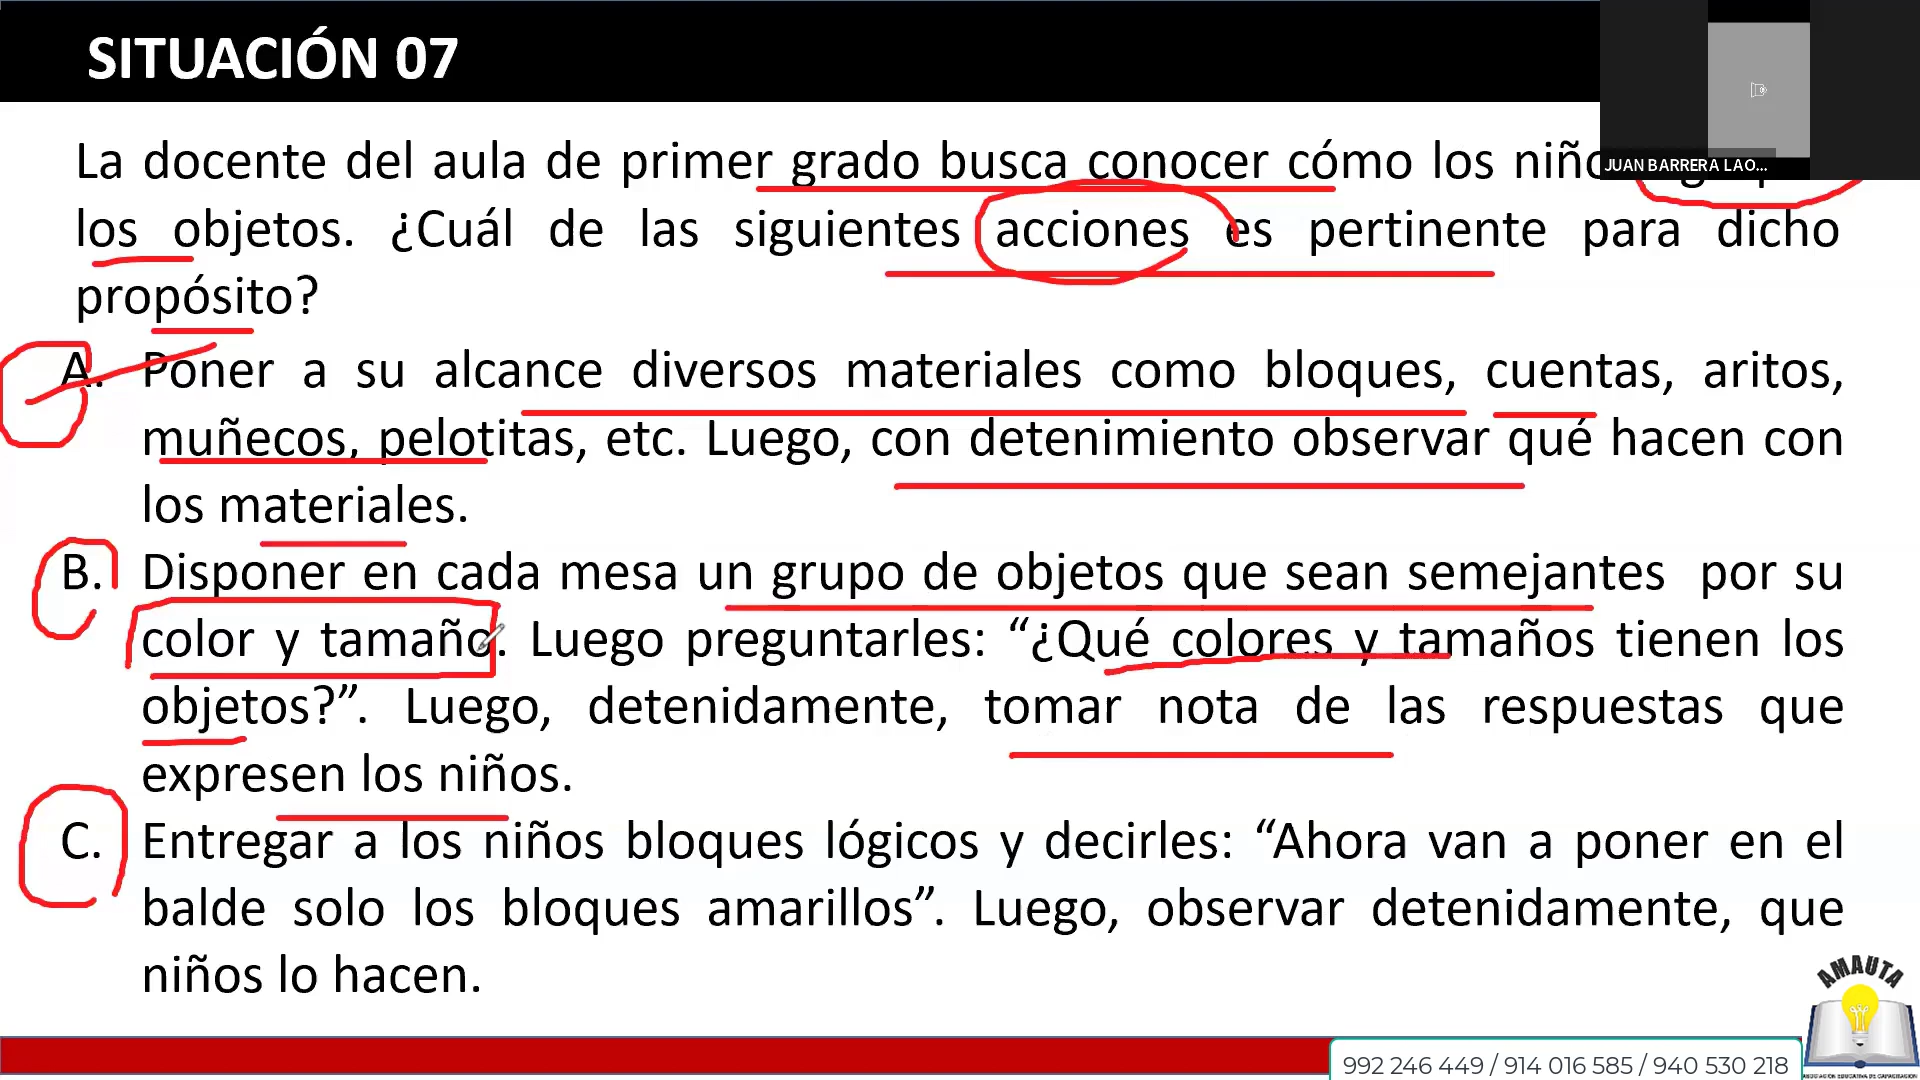 SITUACIÓN 07
JUAN BARRERA LAO...
La docente del aula de primer grado busca conocer cómo los
los objetos. ¿Cuál de las siguientes acciones es pertinente para dicho
propósito?
A. Poner a su alcance diversos materiales como bloques, cuentas, aritos,
muñecos, pelotitas, etc. Luego, con detenimiento observar qué hacen con
los materiales.
B. Disponer en cada mesa un grupo de objetos que sean semejantes por su
color y tamaño. Luego preguntarles: “¿Qué colores y tamaños tienen los
objetos?”. Luego, detenidamente, tomar nota de las respuestas que
expresen los niños.
C. Entregar a los niños bloques lógicos y decirles: “Ahora van a poner en el
balde solo los bloques amarillos”. Luego, observar detenidamente, que
niños lo hacen.
AMAUTA
ASOCIACIÓN EDUCATIVA DE CAPACITACIÓN
992 246 449 / 914 016 585 / 940 530 218